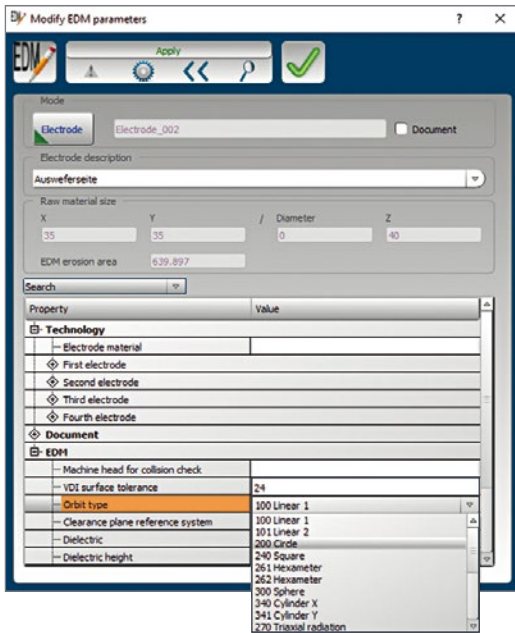 Modify EDM parameters
EDM
Apply
Mode
Electrode
Electrode_002
Document
Electrode description
Ausweferseite
Raw material size
X Y / Diameter Z
35 35 0 40
EDM erosion area 639.897
Search
Property Value
Technology
Electrode material
First electrode
Second electrode
Third electrode
Fourth electrode
Document
EDM
Machine head for collision check
VDI surface tolerance 24
Orbit type 100 Linear 1
Clearance plane reference system
Dielectric
Dielectric height
100 Linear 1
101 Linear 2
200 Circle
240 Square
261 Hexameter
262 Hexameter
300 Sphere
340 Cylinder X
341 Cylinder Y
270 Triaxial radiation